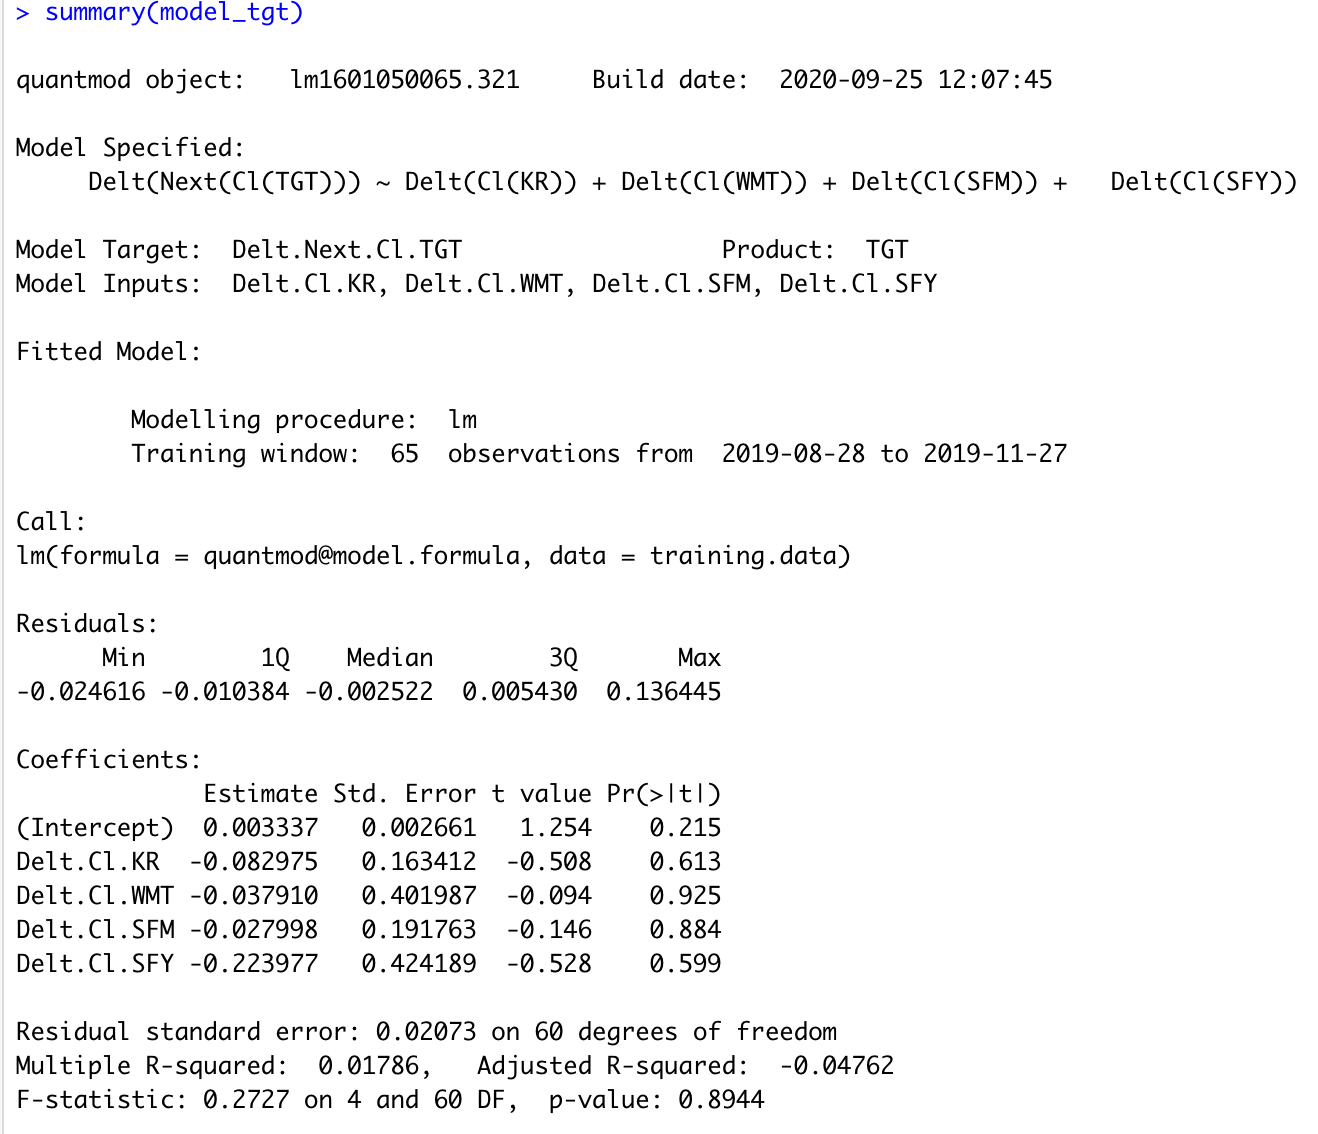 > summary(model_tgt)
quantmod object:   lm1601050065.321     Build date:  2020-09-25 12:07:45
Model Specified:
     Delt(Next(Cl(TGT))) ~ Delt(Cl(KR)) + Delt(Cl(WMT)) + Delt(Cl(SFM)) +   Delt(Cl(SFY))
Model Target:  Delt.Next.Cl.TGT                  Product:  TGT
Model Inputs:  Delt.Cl.KR, Delt.Cl.WMT, Delt.Cl.SFM, Delt.Cl.SFY
Fitted Model:
        Modelling procedure:  lm
        Training window:  65  observations from  2019-08-28 to 2019-11-27
Call:
lm(formula = quantmod@model.formula, data = training.data)
Residuals:
      Min        1Q    Median        3Q       Max
-0.024616 -0.010384 -0.002522  0.005430  0.136445
Coefficients:
             Estimate Std. Error t value Pr(>|t|)
(Intercept)  0.003337   0.002661   1.254    0.215
Delt.Cl.KR  -0.082975   0.163412  -0.508    0.613
Delt.Cl.WMT -0.037910   0.401987  -0.094    0.925
Delt.Cl.SFM -0.027998   0.191763  -0.146    0.884
Delt.Cl.SFY -0.223977   0.424189  -0.528    0.599
Residual standard error: 0.02073 on 60 degrees of freedom
Multiple R-squared:  0.01786,   Adjusted R-squared:  -0.04762
F-statistic: 0.2727 on 4 and 60 DF,  p-value: 0.8944